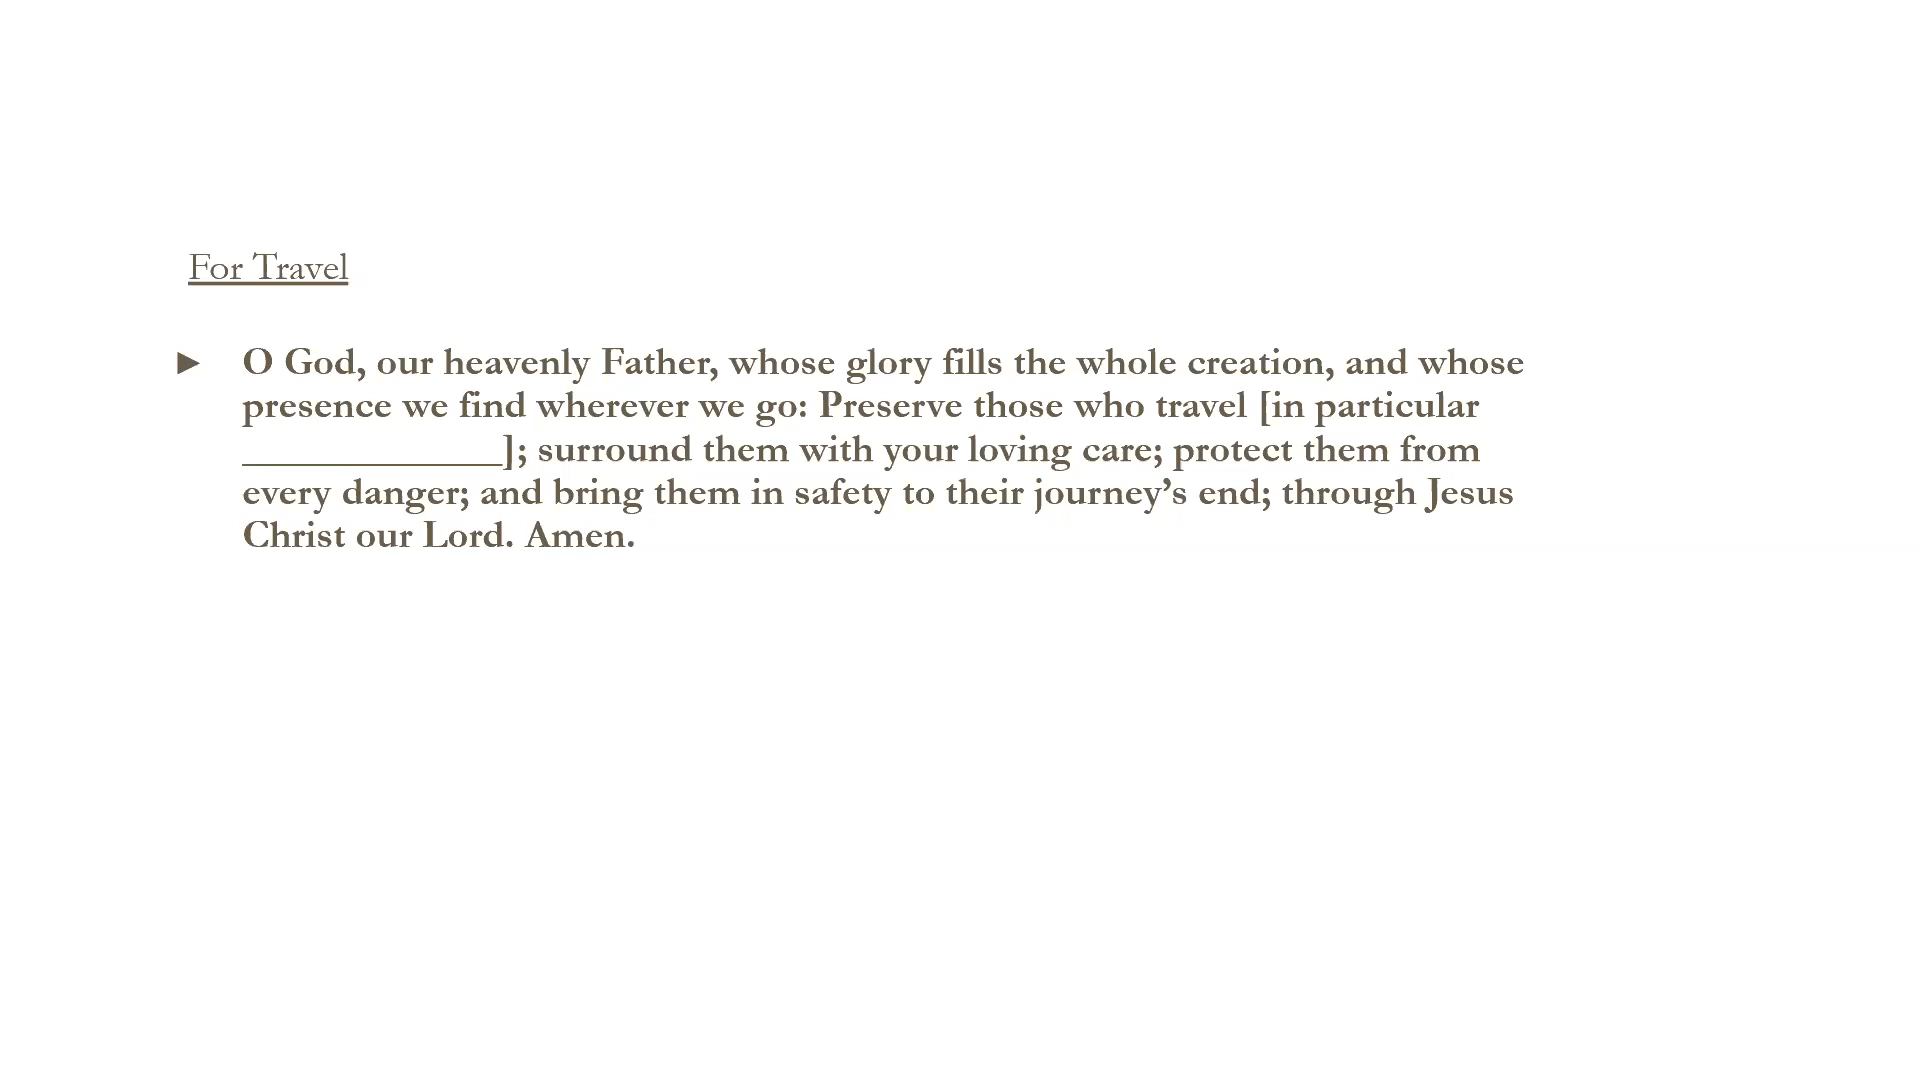 For Travel
► O God, our heavenly Father, whose glory fills the whole creation, and whose
presence we find wherever we go: Preserve those who travel [in particular
_____________]; surround them with your loving care; protect them from
every danger; and bring them in safety to their journey’s end; through Jesus
Christ our Lord. Amen.